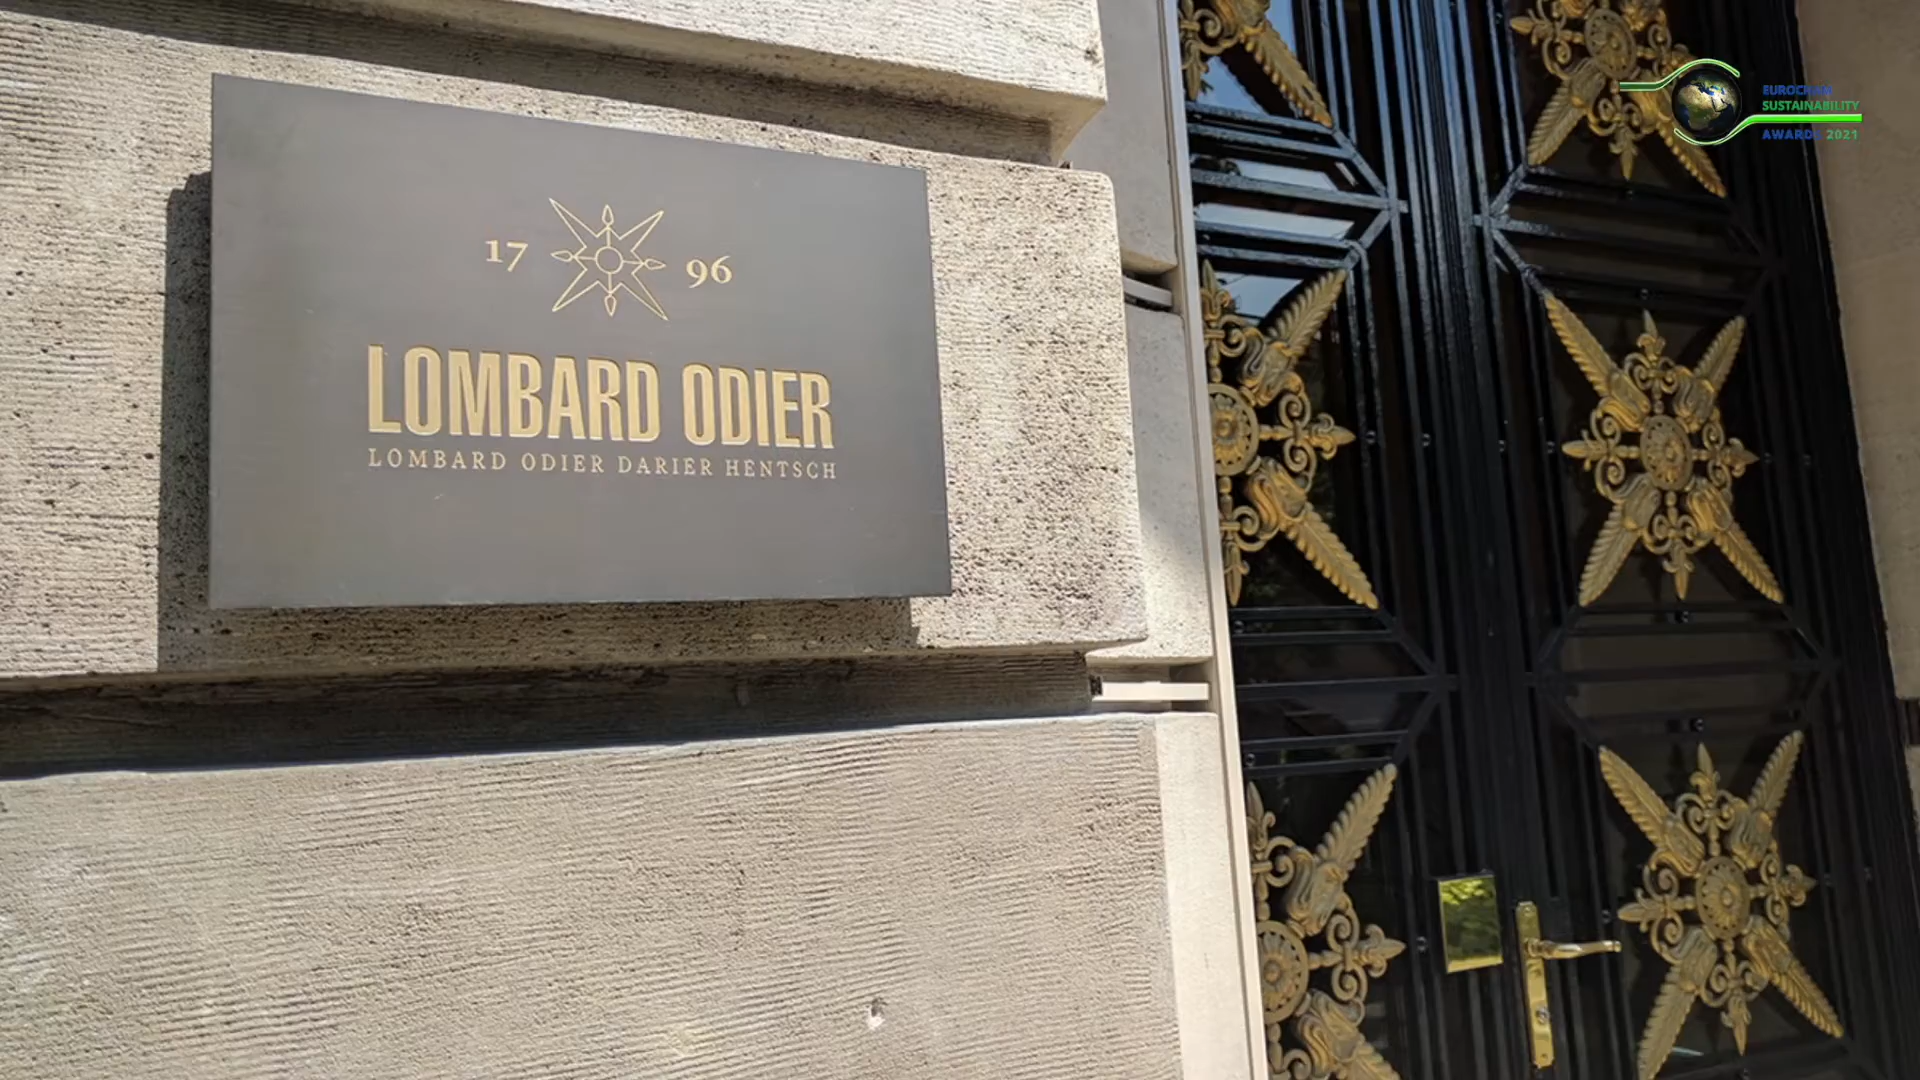 17 96
LOMBARD ODIER
LOMBARD ODIER DARIER HENTSCH
EUROCHAM
SUSTAINABILITY
AWARDS 2021